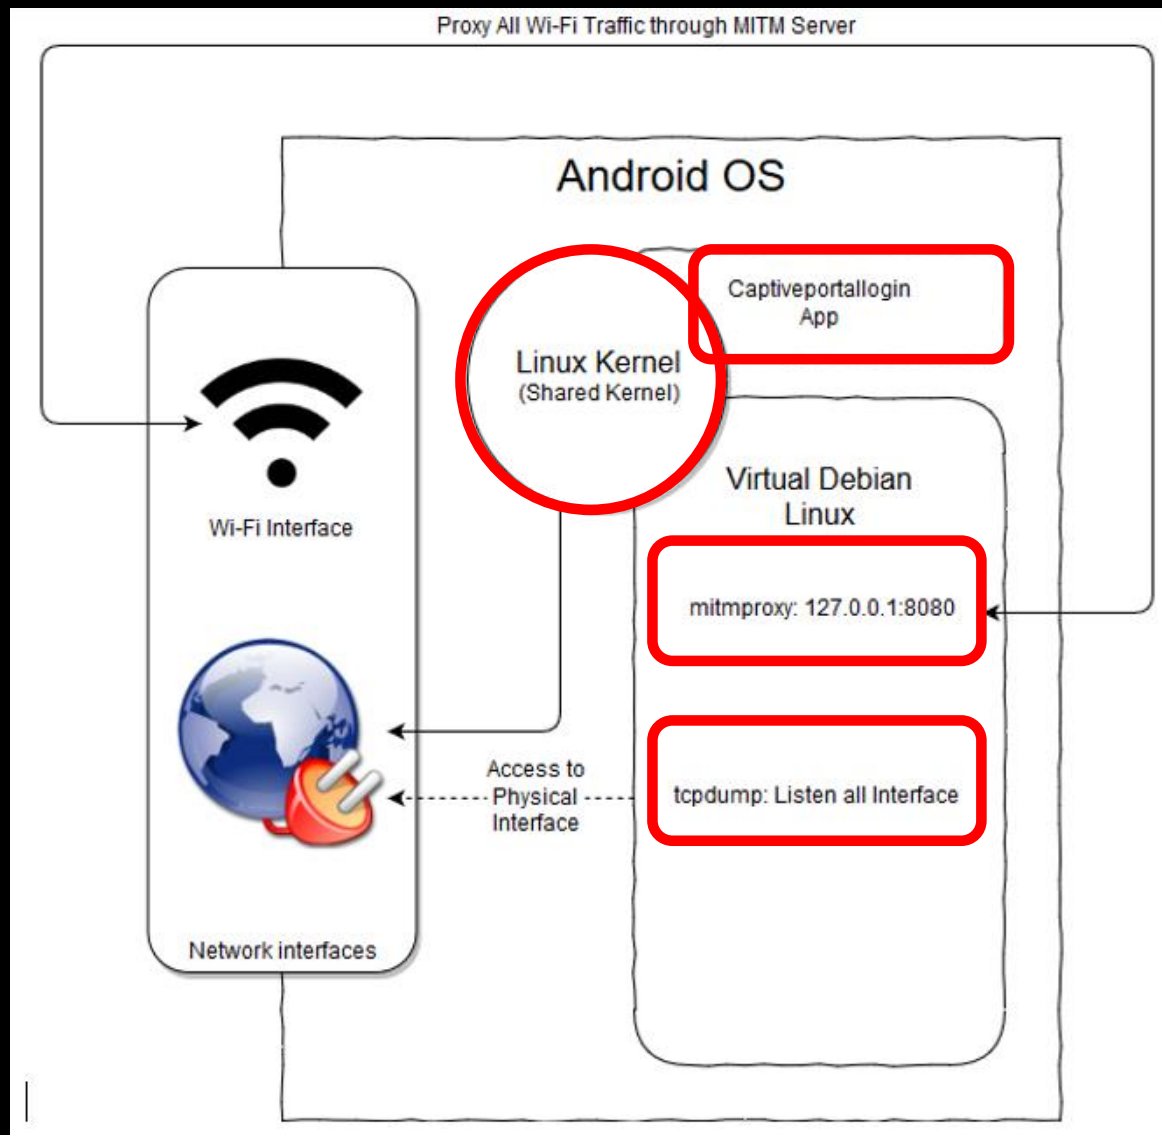 Proxy All Wi-Fi Traffic through MITM Server
Android OS
Captiveportallogin
App
Linux Kernel
(Shared Kernel)
Virtual Debian
Linux
Wi-Fi Interface
mitmproxy: 127.0.0.1:8080
Access to
Physical
Interface
tcpdump: Listen all Interface
Network interfaces